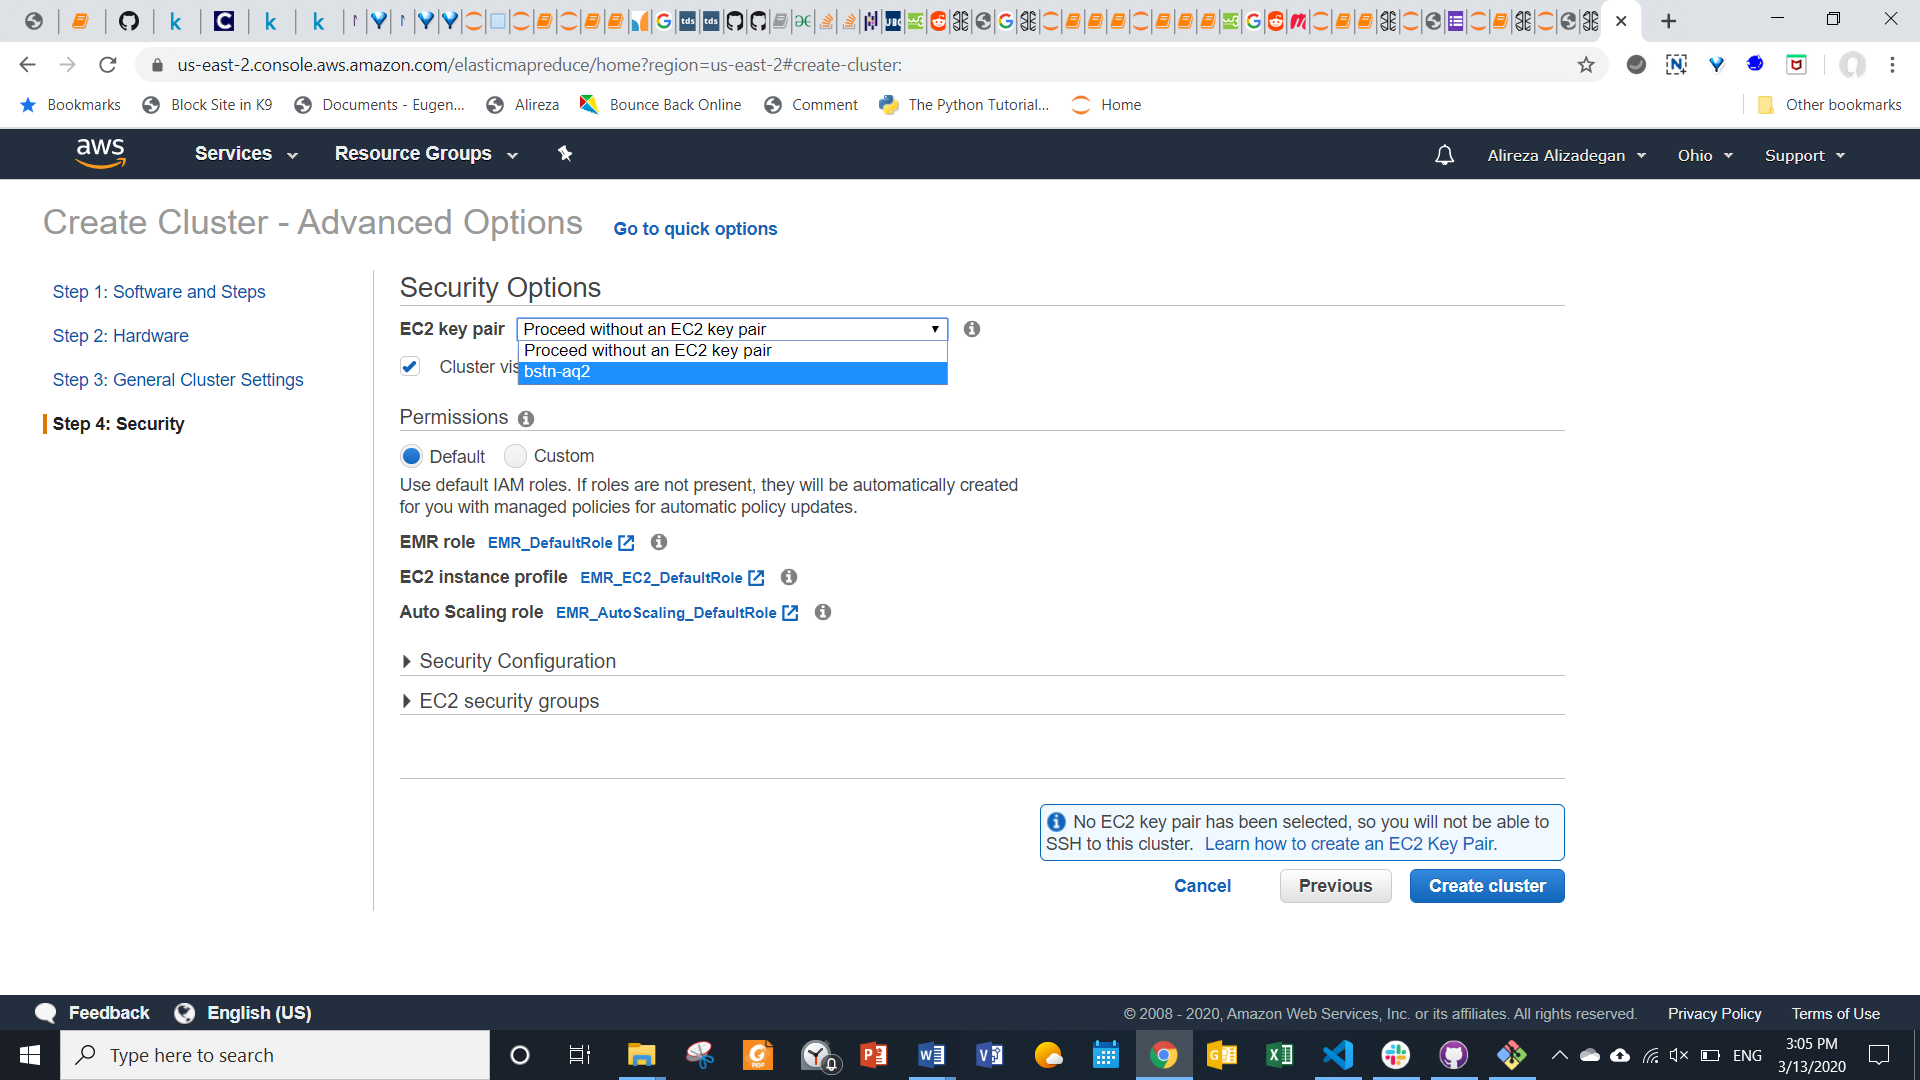 us-east-2.console.aws.amazon.com/elasticmapreduce/home?region=us-east-2#create-cluster:
Bookmarks Block Site in K9 Documents - Eugen... Alireza Bounce Back Online Comment The Python Tutorial... Home Other bookmarks
aws Services Resource Groups Alireza Alizadegan Ohio Support
Create Cluster - Advanced Options Go to quick options
Step 1: Software and Steps
Step 2: Hardware
Step 3: General Cluster Settings
Step 4: Security
Security Options
EC2 key pair Proceed without an EC2 key pair
Proceed without an EC2 key pair
bstn-aq2
Cluster vis
Permissions
Default Custom
Use default IAM roles. If roles are not present, they will be automatically created
for you with managed policies for automatic policy updates.
EMR role EMR_DefaultRole
EC2 instance profile EMR_EC2_DefaultRole
Auto Scaling role EMR_AutoScaling_DefaultRole
Security Configuration
EC2 security groups
No EC2 key pair has been selected, so you will not be able to
SSH to this cluster. Learn how to create an EC2 Key Pair.
Cancel Previous Create cluster
Feedback English (US) © 2008 - 2020, Amazon Web Services, Inc. or its affiliates. All rights reserved. Privacy Policy Terms of Use
Type here to search
ENG
3:05 PM
3/13/2020